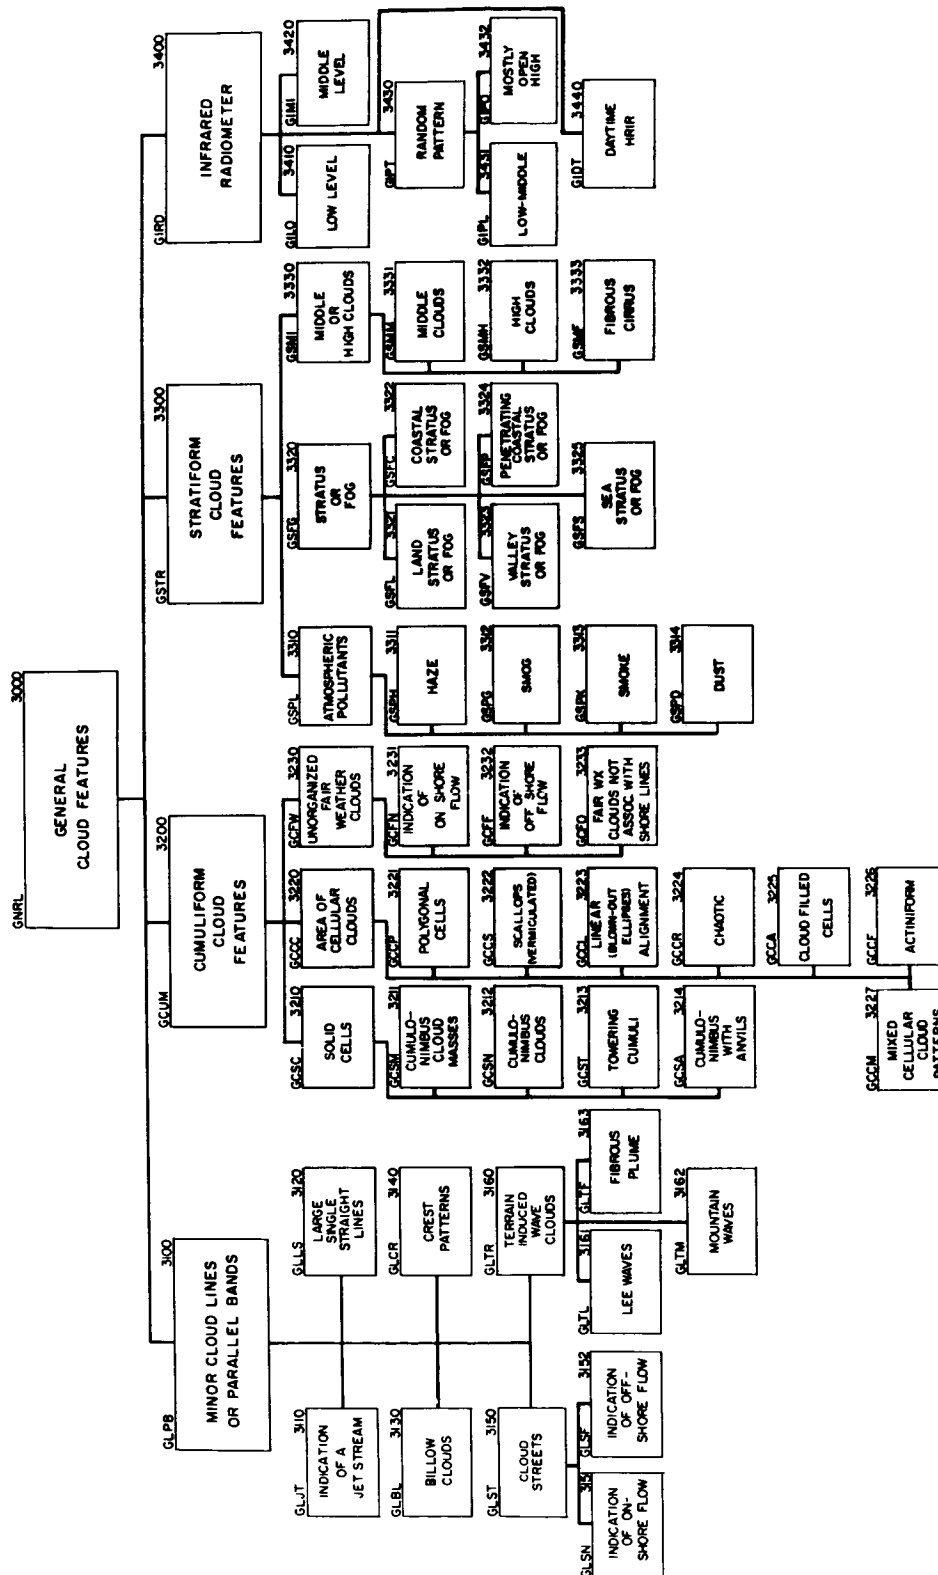 GNRL 3000
GENERAL
CLOUD FEATURES
GLPB 3100
MINOR CLOUD LINES
OR PARALLEL BANDS
GCUM 3200
CUMULIFORM
CLOUD
FEATURES
GSTR 3300
STRATIFORM
CLOUD
FEATURES
GIRD 3400
INFRARED
RADIOMETER
GLJT 3110
INDICATION
OF A
JET STREAM
GLLS 3120
LARGE
SINGLE
STRAIGHT
LINES
GLBL 3130
BILLOW
CLOUDS
GLCR 3140
CREST
PATTERNS
GLST 3150
CLOUD
STREETS
GLTR 3160
TERRAIN
INDUCED
WAVE
CLOUDS
GLSN 3151
INDICATION
OF ON-
SHORE FLOW
GLSF 3152
INDICATION
OF OFF-
SHORE FLOW
GLTL 3161
LEE WAVES
GLTF 3163
FIBROUS
PLUME
GLTM 3162
MOUNTAIN
WAVES
GCSC 3210
SOLID
CELLS
GCSM 3211
CUMULO-
NIMBUS
CLOUD
MASSES
GCSN 3212
CUMULO-
NIMBUS
CLOUDS
GCST 3213
TOWERING
CUMULI
GCSA 3214
CUMULO-
NIMBUS
WITH
ANVILS
GCCC 3220
AREA OF
CELLULAR
CLOUDS
GCCP 3221
POLYGONAL
CELLS
GCCS 3222
SCALLOPS
(VERMICULATED)
GCCL 3223
LINEAR
(BLOWN-OUT
ELLIPSES)
ALIGNMENT
GCCR 3224
CHAOTIC
GCCA 3225
CLOUD FILLED
CELLS
GCCF 3226
ACTINIFORM
GCCM 3227
MIXED
CELLULAR
CLOUD
PATTERNS
GCFW 3230
UNORGANIZED
FAIR
WEATHER
CLOUDS
GCFN 3231
INDICATION
OF
ON SHORE
FLOW
GCFF 3232
INDICATION
OF
OFF SHORE
FLOW
GCFO 3233
FAIR WX
CLOUDS NOT
ASSOC. WITH
SHORE LINES
GSPL 3310
ATMOSPHERIC
POLLUTANTS
GSPH 3311
HAZE
GSPG 3312
SMOG
GSPK 3313
SMOKE
GSPD 3314
DUST
GSFG 3320
STRATUS
OR
FOG
GSFL 3321
LAND
STRATUS
OR FOG
GSFC 3322
COASTAL
STRATUS
OR FOG
GSFV 3323
VALLEY
STRATUS
OR FOG
GSFP 3324
PENETRATING
COASTAL
STRATUS
OR FOG
GSFS 3325
SEA
STRATUS
OR FOG
GSMI 3330
MIDDLE
OR
HIGH CLOUDS
GSMM 3331
MIDDLE
CLOUDS
GSMH 3332
HIGH
CLOUDS
GSMF 3333
FIBROUS
CIRRUS
GILO 3410
LOW LEVEL
GIMI 3420
MIDDLE
LEVEL
GIPT 3430
RANDOM
PATTERN
GIPL 3431
LOW-MIDDLE
GIPO 3432
MOSTLY
OPEN
HIGH
GIDT 3440
DAYTIME
HRIR